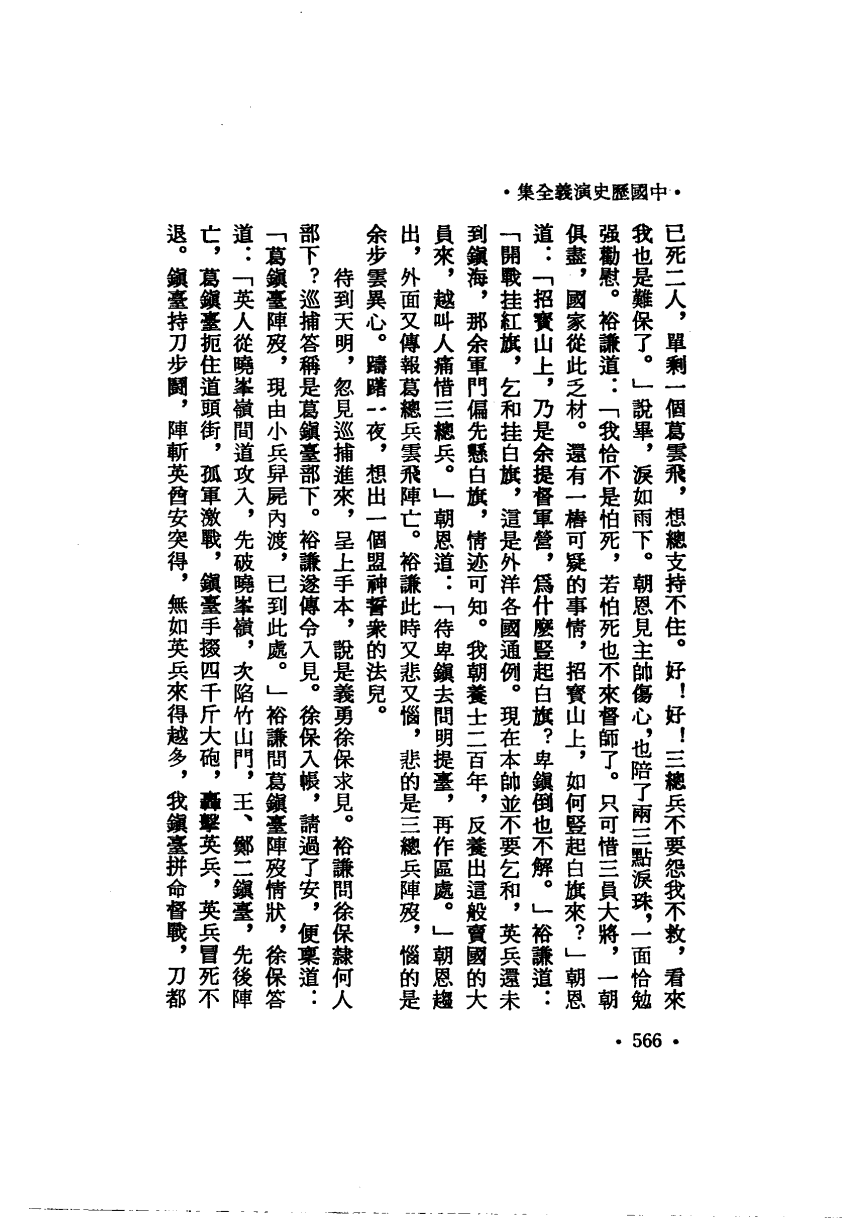 •中國歷史演義全集•
已死二人，單剩一個葛雲飛，想總支持不住。好！好！三總兵不要怨我不救，看來
我也是難保了。」說畢，淚如雨下。朝恩見主帥傷心，也陪了兩三點淚珠，一面恰勉
强勸慰。裕謙道：「我恰不是怕死，若怕死也不來督師了。只可惜三員大將，一朝
俱盡，國家從此乏材。還有一樁可疑的事情，招寶山上，如何竪起白旗來？」朝恩
道：「招寶山上，乃是余提督軍營，爲什麼竪起白旗？卑鎭倒也不解。」裕謙道：
「開戰挂紅旗，乞和挂白旗，這是外洋各國通例。現在本帥並不要乞和，英兵還未
到鎭海，那余軍門偏先懸白旗，情迹可知。我朝養士二百年，反養出這般賣國的大
員來，越叫人痛惜三總兵。」朝恩道：「待卑鎭去問明提臺，再作區處。」朝恩趨
出，外面又傳報葛總兵雲飛陣亡。裕謙此時又悲又惱，悲的是三總兵陣歿，惱的是
余步雲異心。躊躇一夜，想出一個盟神誓衆的法兒。
待到天明，忽見巡捕進來，呈上手本，說是義勇徐保求見。裕謙問徐保隸何人
部下？巡捕答稱是葛鎭臺部下。裕謙遂傳令入見。徐保入帳，請過了安，便稟道：
「葛鎭臺陣歿，現由小兵舁屍內渡，已到此處。」裕謙問葛鎭臺陣歿情狀，徐保答
道：「英人從曉峯嶺間道攻入，先破曉峯嶺，次陷竹山門，王、鄭二鎭臺，先後陣
亡，葛鎭臺扼住道頭街，孤軍激戰，鎭臺手掇四千斤大砲，轟擊英兵，英兵冒死不
退。鎭臺持刀步鬭，陣斬英酋安突得，無如英兵來得越多，我鎭臺拼命督戰，刀都
•566•